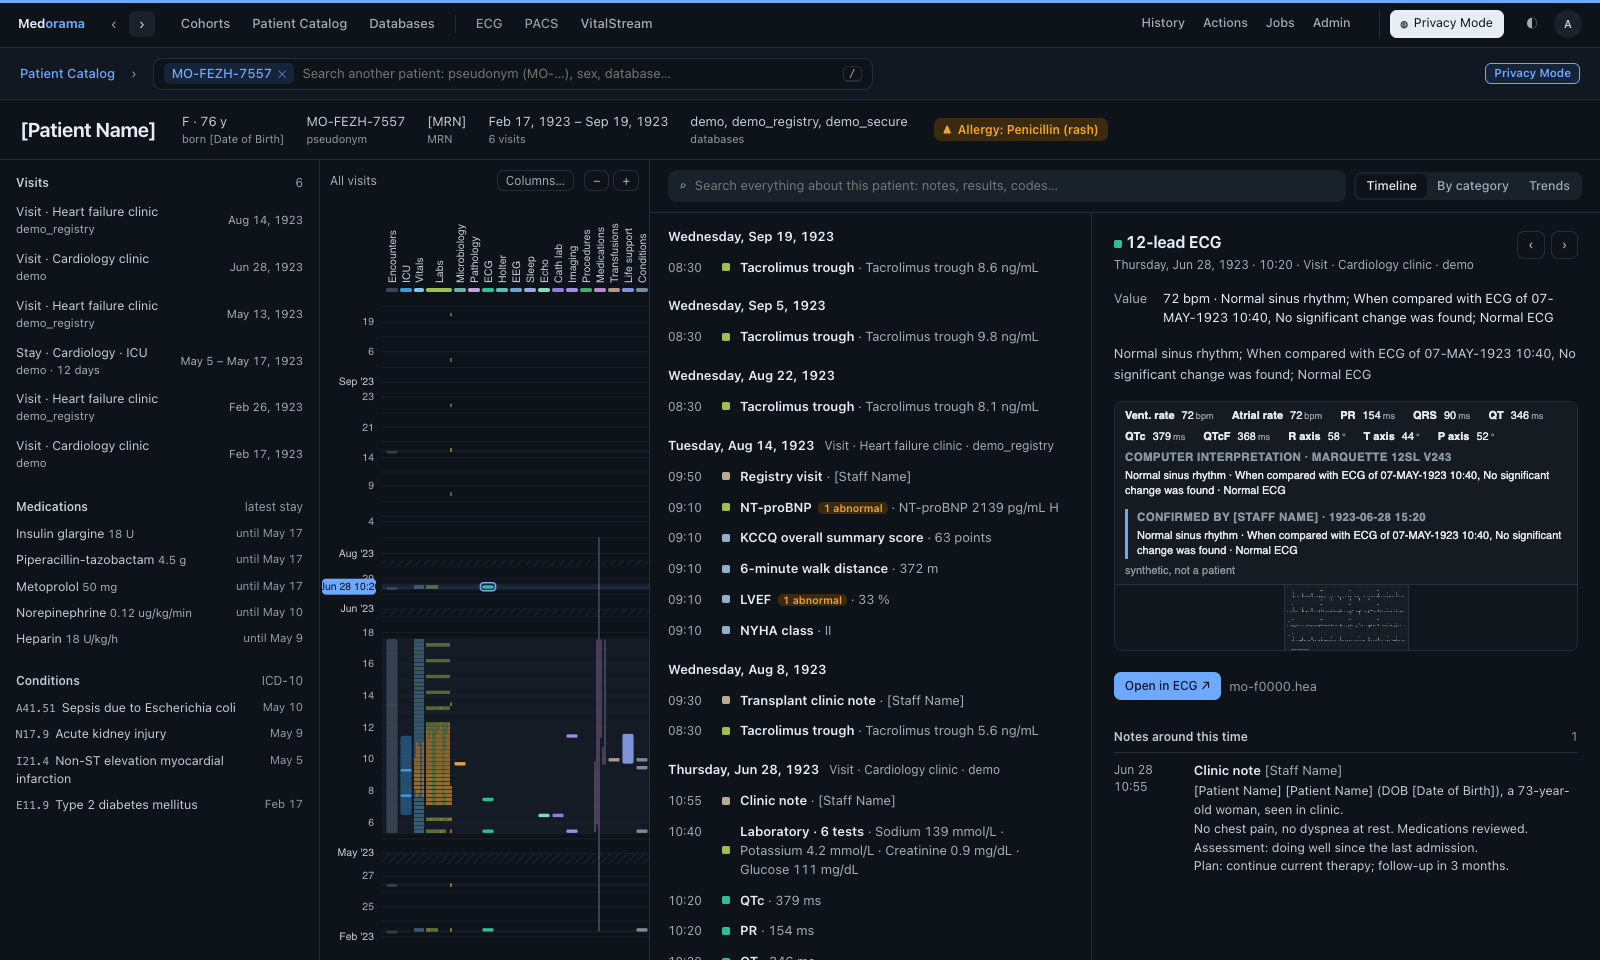 Medorama ‹ › Cohorts Patient Catalog Databases ECG PACS VitalStream History Actions Jobs Admin Privacy Mode A
Patient Catalog › MO-FEZH-7557 × Search another patient: pseudonym (MO-...), sex, database... / Privacy Mode
[Patient Name]
F · 76 y
born [Date of Birth]
MO-FEZH-7557
pseudonym
[MRN]
MRN
Feb 17, 1923 – Sep 19, 1923
6 visits
demo, demo_registry, demo_secure
databases
Allergy: Penicillin (rash)
Visits 6
Visit · Heart failure clinic
demo_registry
Aug 14, 1923
Visit · Cardiology clinic
demo
Jun 28, 1923
Visit · Heart failure clinic
demo_registry
May 13, 1923
Stay · Cardiology · ICU
demo · 12 days
May 5 – May 17, 1923
Visit · Heart failure clinic
demo_registry
Feb 26, 1923
Visit · Cardiology clinic
demo
Feb 17, 1923
Medications latest stay
Insulin glargine 18 U until May 17
Piperacillin-tazobactam 4.5 g until May 17
Metoprolol 50 mg until May 17
Norepinephrine 0.12 ug/kg/min until May 10
Heparin 18 U/kg/h until May 9
Conditions ICD-10
A41.51 Sepsis due to Escherichia coli May 10
N17.9 Acute kidney injury May 9
I21.4 Non-ST elevation myocardial
infarction
May 5
E11.9 Type 2 diabetes mellitus Feb 17
All visits Columns... − +
Encounters
ICU
Vitals
Labs
Microbiology
Pathology
ECG
Holter
EEG
Sleep
Echo
Cath lab
Imaging
Procedures
Medications
Transfusions
Life support
Conditions
19
6
Sep '23
23
21
14
9
4
Aug '23
Jun 28 10:20
Jun '23
18
16
14
12
10
8
6
May '23
27
25
Feb '23
Search everything about this patient: notes, results, codes... Timeline By category Trends
Wednesday, Sep 19, 1923
08:30 Tacrolimus trough · Tacrolimus trough 8.6 ng/mL
Wednesday, Sep 5, 1923
08:30 Tacrolimus trough · Tacrolimus trough 9.8 ng/mL
Wednesday, Aug 22, 1923
08:30 Tacrolimus trough · Tacrolimus trough 8.1 ng/mL
Tuesday, Aug 14, 1923 Visit · Heart failure clinic · demo_registry
09:50 Registry visit · [Staff Name]
09:10 NT-proBNP 1 abnormal · NT-proBNP 2139 pg/mL H
09:10 KCCQ overall summary score · 63 points
09:10 6-minute walk distance · 372 m
09:10 LVEF 1 abnormal · 33 %
09:10 NYHA class · II
Wednesday, Aug 8, 1923
09:30 Transplant clinic note · [Staff Name]
08:30 Tacrolimus trough · Tacrolimus trough 5.6 ng/mL
Thursday, Jun 28, 1923 Visit · Cardiology clinic · demo
10:55 Clinic note · [Staff Name]
10:40 Laboratory · 6 tests · Sodium 139 mmol/L ·
Potassium 4.2 mmol/L · Creatinine 0.9 mg/dL ·
Glucose 111 mg/dL
10:20 QTc · 379 ms
10:20 PR · 154 ms
10:20 QT · 346 ms
12-lead ECG ‹ ›
Thursday, Jun 28, 1923 · 10:20 · Visit · Cardiology clinic · demo
Value 72 bpm · Normal sinus rhythm; When compared with ECG of 07-
MAY-1923 10:40, No significant change was found; Normal ECG
Normal sinus rhythm; When compared with ECG of 07-MAY-1923 10:40, No
significant change was found; Normal ECG
Vent. rate 72 bpm Atrial rate 72 bpm PR 154 ms QRS 90 ms QT 346 ms
QTc 379 ms QTcF 368 ms R axis 58 ° T axis 44 ° P axis 52 °
COMPUTER INTERPRETATION · MARQUETTE 12SL V243
Normal sinus rhythm · When compared with ECG of 07-MAY-1923 10:40, No significant
change was found · Normal ECG
CONFIRMED BY [STAFF NAME] · 1923-06-28 15:20
Normal sinus rhythm · When compared with ECG of 07-MAY-1923 10:40, No significant
change was found · Normal ECG
synthetic, not a patient
Open in ECG ↗ mo-f0000.hea
Notes around this time 1
Jun 28
10:55
Clinic note [Staff Name]
[Patient Name] [Patient Name] (DOB [Date of Birth]), a 73-year-
old woman, seen in clinic.
No chest pain, no dyspnea at rest. Medications reviewed.
Assessment: doing well since the last admission.
Plan: continue current therapy; follow-up in 3 months.